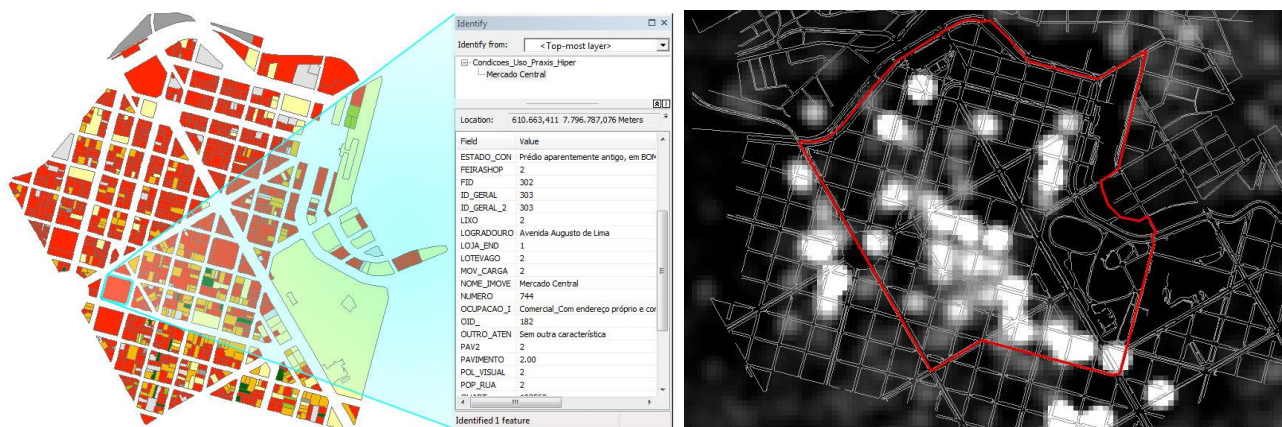 Identify
Identify from: <Top-most layer>
Condicoes_Uso_Praxis_Hiper
Mercado Central
Location: 610.663,411 7.796.787,076 Meters
Field Value
ESTADO_CON Prédio aparentemente antigo, em BOM
FEIRASHOP 2
FID 302
ID_GERAL 303
ID_GERAL_2 303
LIXO 2
LOGRADOURO Avenida Augusto de Lima
LOJA_END 1
LOTEVAGO 2
MOV_CARGA 2
NOME_IMOVE Mercado Central
NUMERO 744
OCUPACAO_I Comercial_Com endereço próprio e cor
OID_ 182
OUTRO_ATEN Sem outra característica
PAV2 2
PAVIMENTO 2.00
POL_VISUAL 2
POP_RUA 2
Identified 1 feature